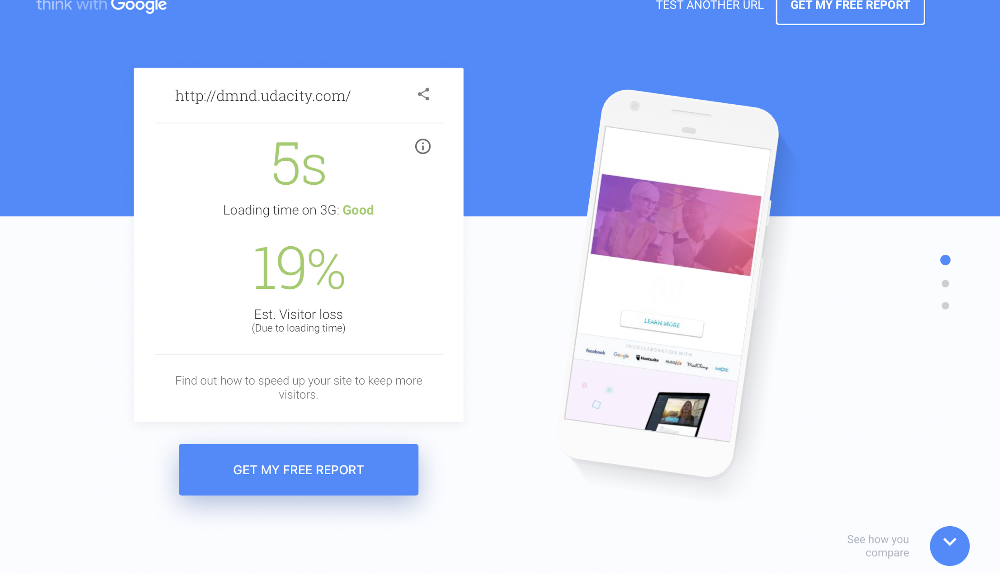 think with Google
TEST ANOTHER URL
GET MY FREE REPORT
http://dmnd.udacity.com/
5s
Loading time on 3G: Good
19%
Est. Visitor loss
(Due to loading time)
Find out how to speed up your site to keep more
visitors.
GET MY FREE REPORT
LEARN MORE
IN COLLABORATION WITH
facebook Google Hootsuite HubSpot MailChimp MOZ
See how you
compare